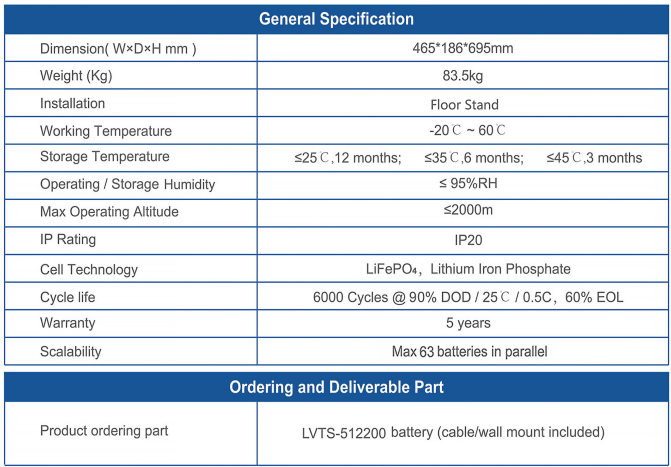 General Specification
Dimension( W×D×H mm ) 465*186*695mm
Weight (Kg) 83.5kg
Installation Floor Stand
Working Temperature -20℃ ~ 60℃
Storage Temperature ≤25℃,12 months; ≤35℃,6 months; ≤45℃,3 months
Operating / Storage Humidity ≤ 95%RH
Max Operating Altitude ≤2000m
IP Rating IP20
Cell Technology LiFePO₄, Lithium Iron Phosphate
Cycle life 6000 Cycles @ 90% DOD / 25℃ / 0.5C, 60% EOL
Warranty 5 years
Scalability Max 63 batteries in parallel
Ordering and Deliverable Part
Product ordering part LVTS-512200 battery (cable/wall mount included)